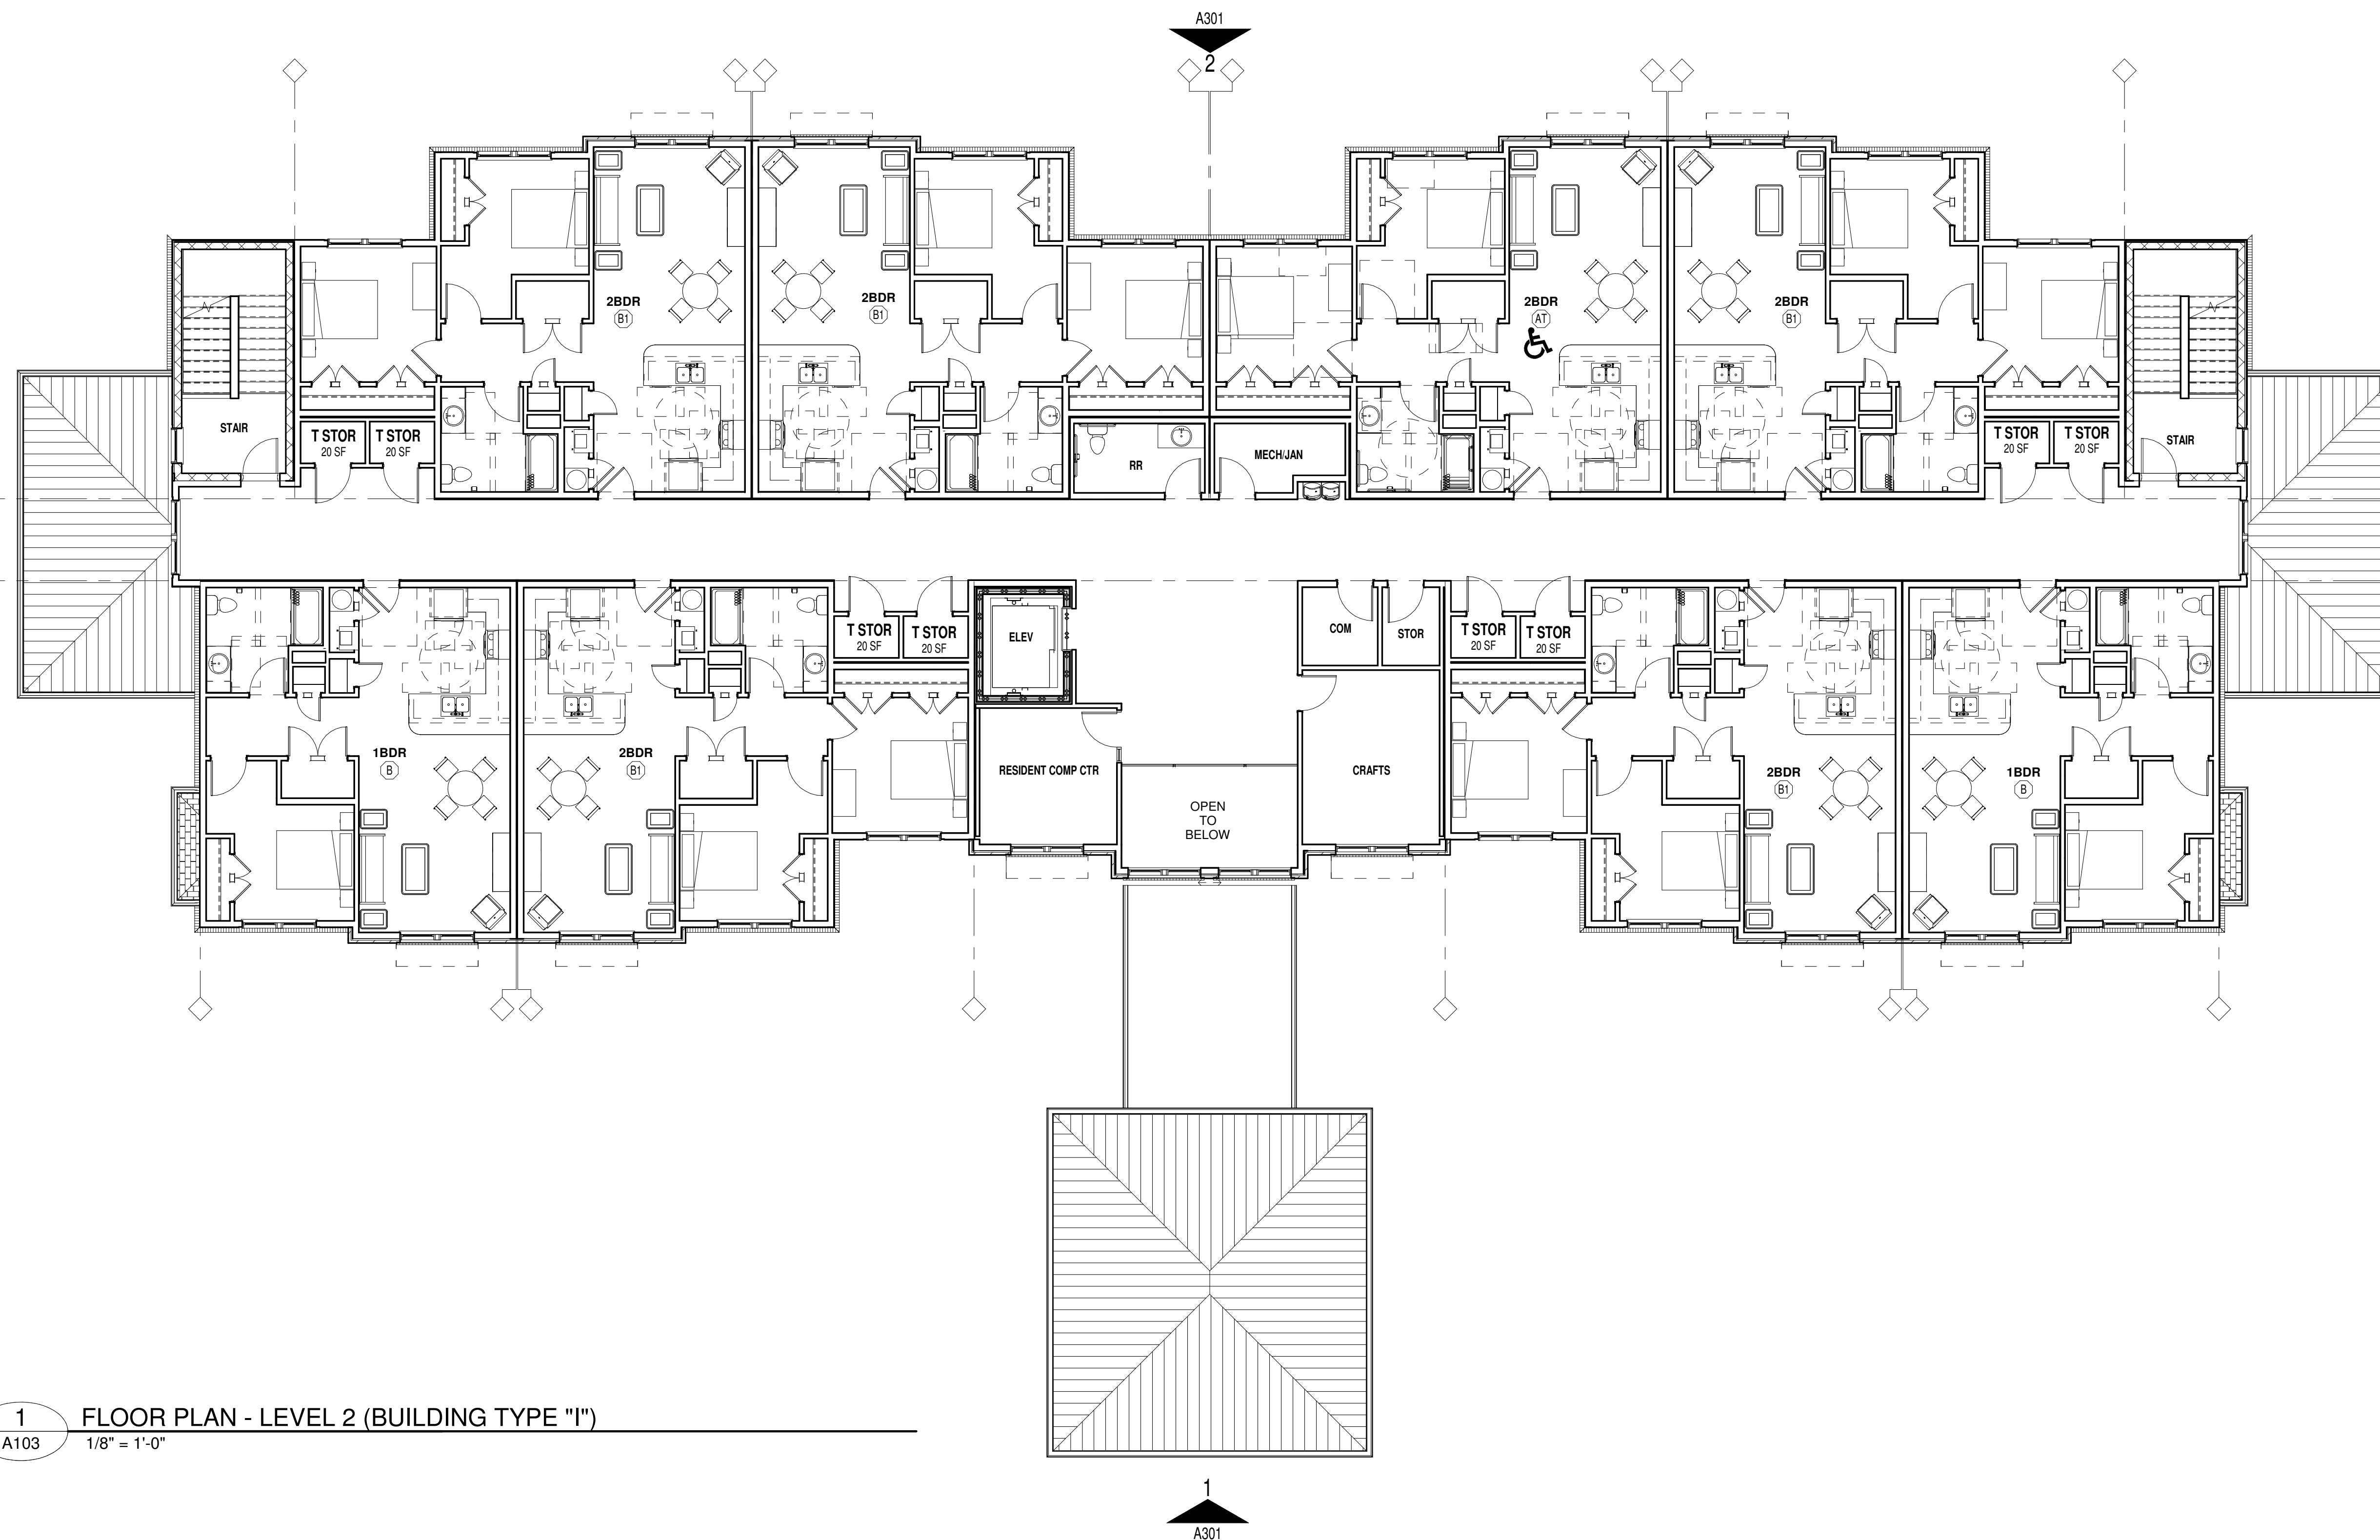 A301
2
2BDR
B1
2BDR
B1
2BDR
AT
2BDR
B1
STAIR
T STOR
20 SF
T STOR
20 SF
RR
MECH/JAN
T STOR
20 SF
T STOR
20 SF
STAIR
T STOR
20 SF
T STOR
20 SF
ELEV
COM
STOR
T STOR
20 SF
T STOR
20 SF
1BDR
B
2BDR
B1
RESIDENT COMP CTR
CRAFTS
2BDR
B1
1BDR
B
OPEN
TO
BELOW
1
A103
FLOOR PLAN - LEVEL 2 (BUILDING TYPE "I")
1/8" = 1'-0"
1
A301